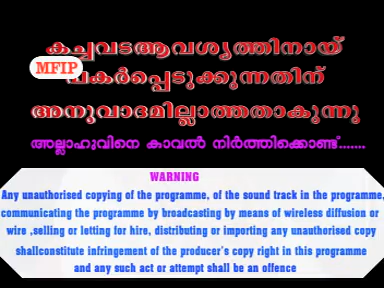 കച്ചവടആവശ്യത്തിനായ്
MFIP
പകർപ്പെടുക്കുന്നതിന്
അനുവാദമില്ലാത്തതാകുന്നു
അല്ലാഹുവിനെ കാവൽ നിർത്തിക്കൊണ്ട്.......
WARNING
Any unauthorised copying of the programme, of the sound track in the programme,
communicating the programme by broadcasting by means of wireless diffusion or
wire ,selling or letting for hire, distributing or importing any unauthorised copy
shallconstitute infringement of the producer's copy right in this programme
and any such act or attempt shall be an offence